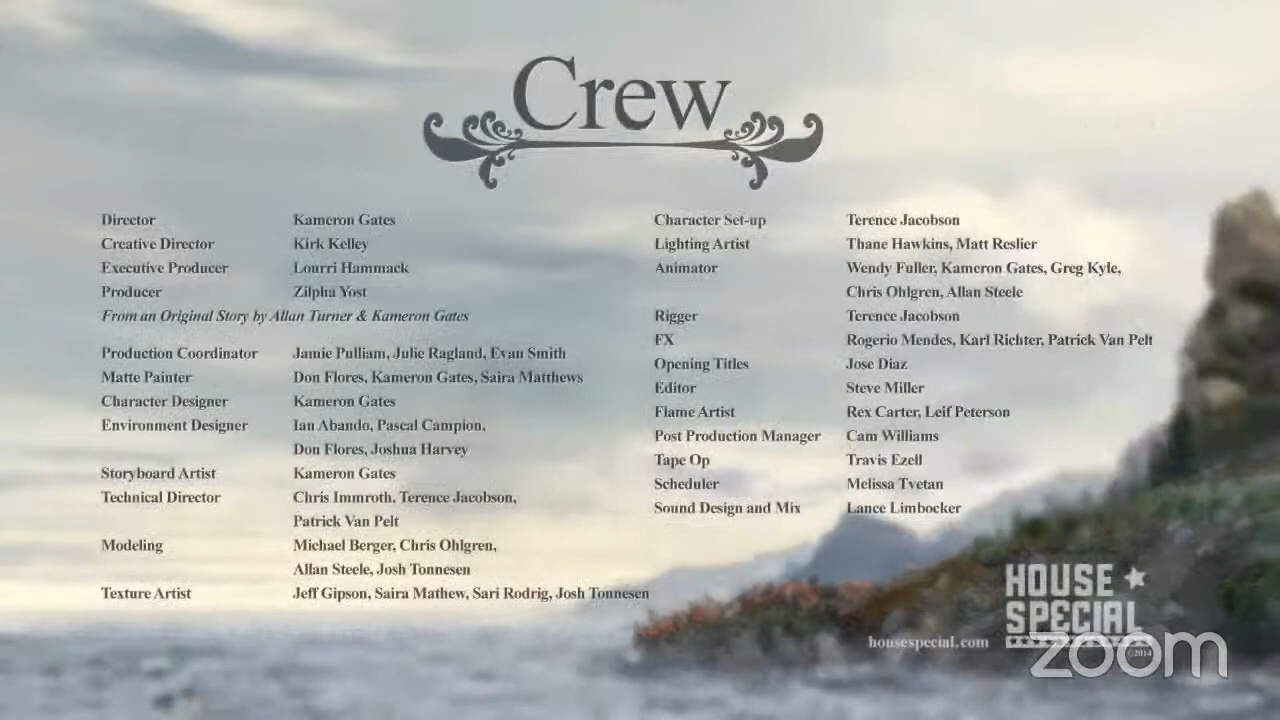 Crew
Director Kameron Gates
Creative Director Kirk Kelley
Executive Producer Lourri Hammack
Producer Zilpha Yost
From an Original Story by Allan Turner & Kameron Gates
Production Coordinator Jamie Pulliam, Julie Ragland, Evan Smith
Matte Painter Don Flores, Kameron Gates, Saira Matthews
Character Designer Kameron Gates
Environment Designer Ian Abando, Pascal Campion,
Don Flores, Joshua Harvey
Storyboard Artist Kameron Gates
Technical Director Chris Immroth, Terence Jacobson,
Patrick Van Pelt
Modeling Michael Berger, Chris Ohlgren,
Allan Steele, Josh Tonnesen
Texture Artist Jeff Gipson, Saira Mathew, Sari Rodrig, Josh Tonnesen
Character Set-up Terence Jacobson
Lighting Artist Thane Hawkins, Matt Reslier
Animator Wendy Fuller, Kameron Gates, Greg Kyle,
Chris Ohlgren, Allan Steele
Rigger Terence Jacobson
FX Rogerio Mendes, Karl Richter, Patrick Van Pelt
Opening Titles Jose Diaz
Editor Steve Miller
Flame Artist Rex Carter, Leif Peterson
Post Production Manager Cam Williams
Tape Op Travis Ezell
Scheduler Melissa Tvetan
Sound Design and Mix Lance Limbocker
HOUSE
SPECIAL
housespecial.com
©2014
zoom